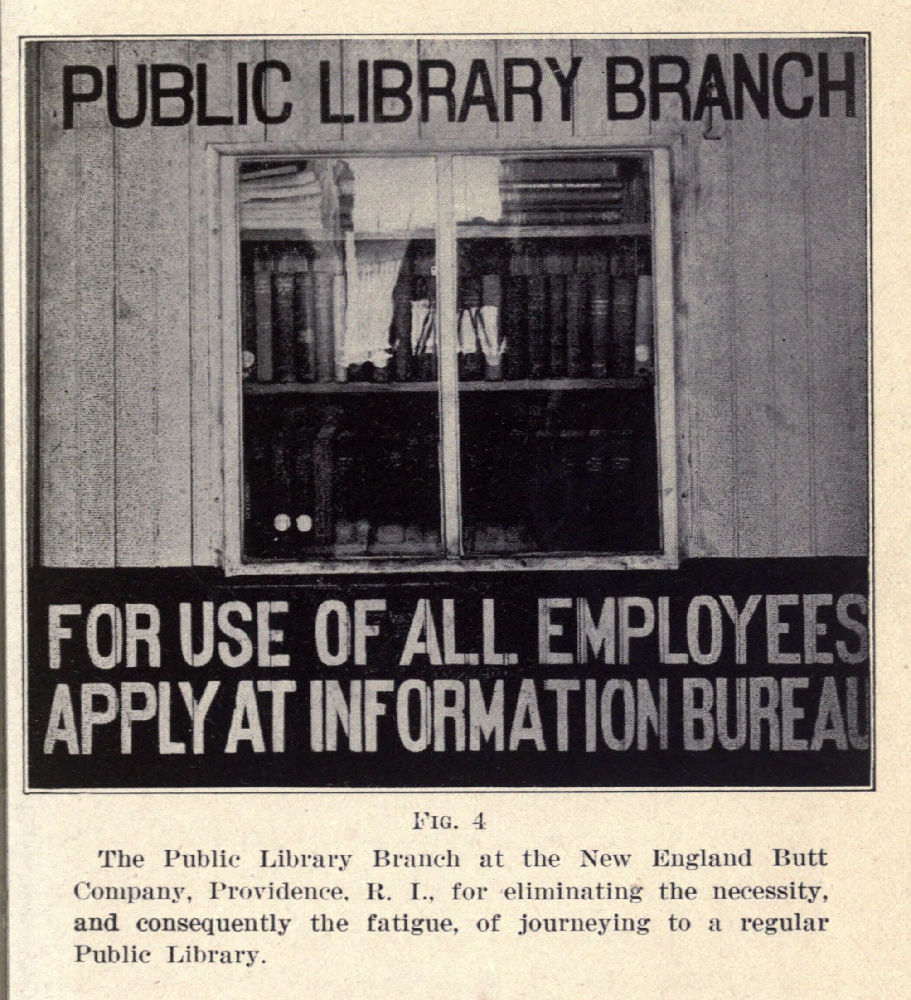 PUBLIC LIBRARY BRANCH
FOR USE OF ALL EMPLOYEES
APPLY AT INFORMATION BUREAU
FIG. 4
The Public Library Branch at the New England Butt
Company, Providence, R. I., for eliminating the necessity,
and consequently the fatigue, of journeying to a regular
Public Library.